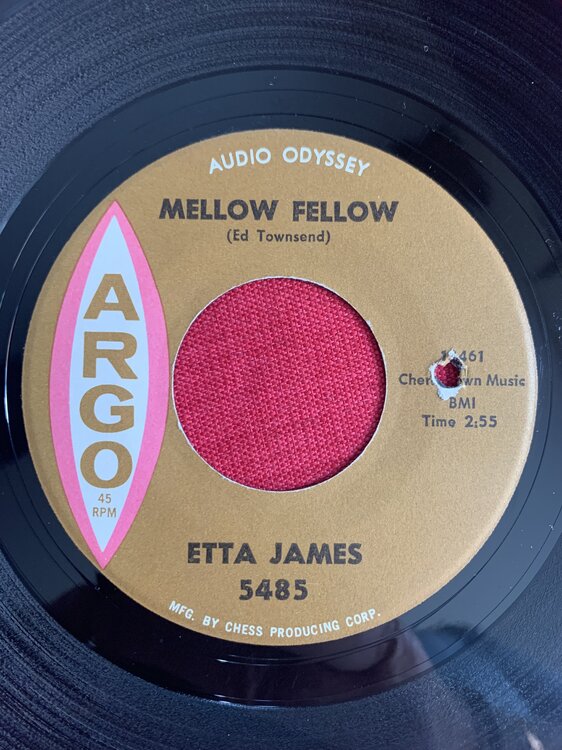 AUDIO ODYSSEY
MELLOW FELLOW
(Ed Townsend)
ARGO
45
RPM
Music
BMI
Time 2:55
ETTA JAMES
5485
MFG. BY CHESS PRODUCING CORP.